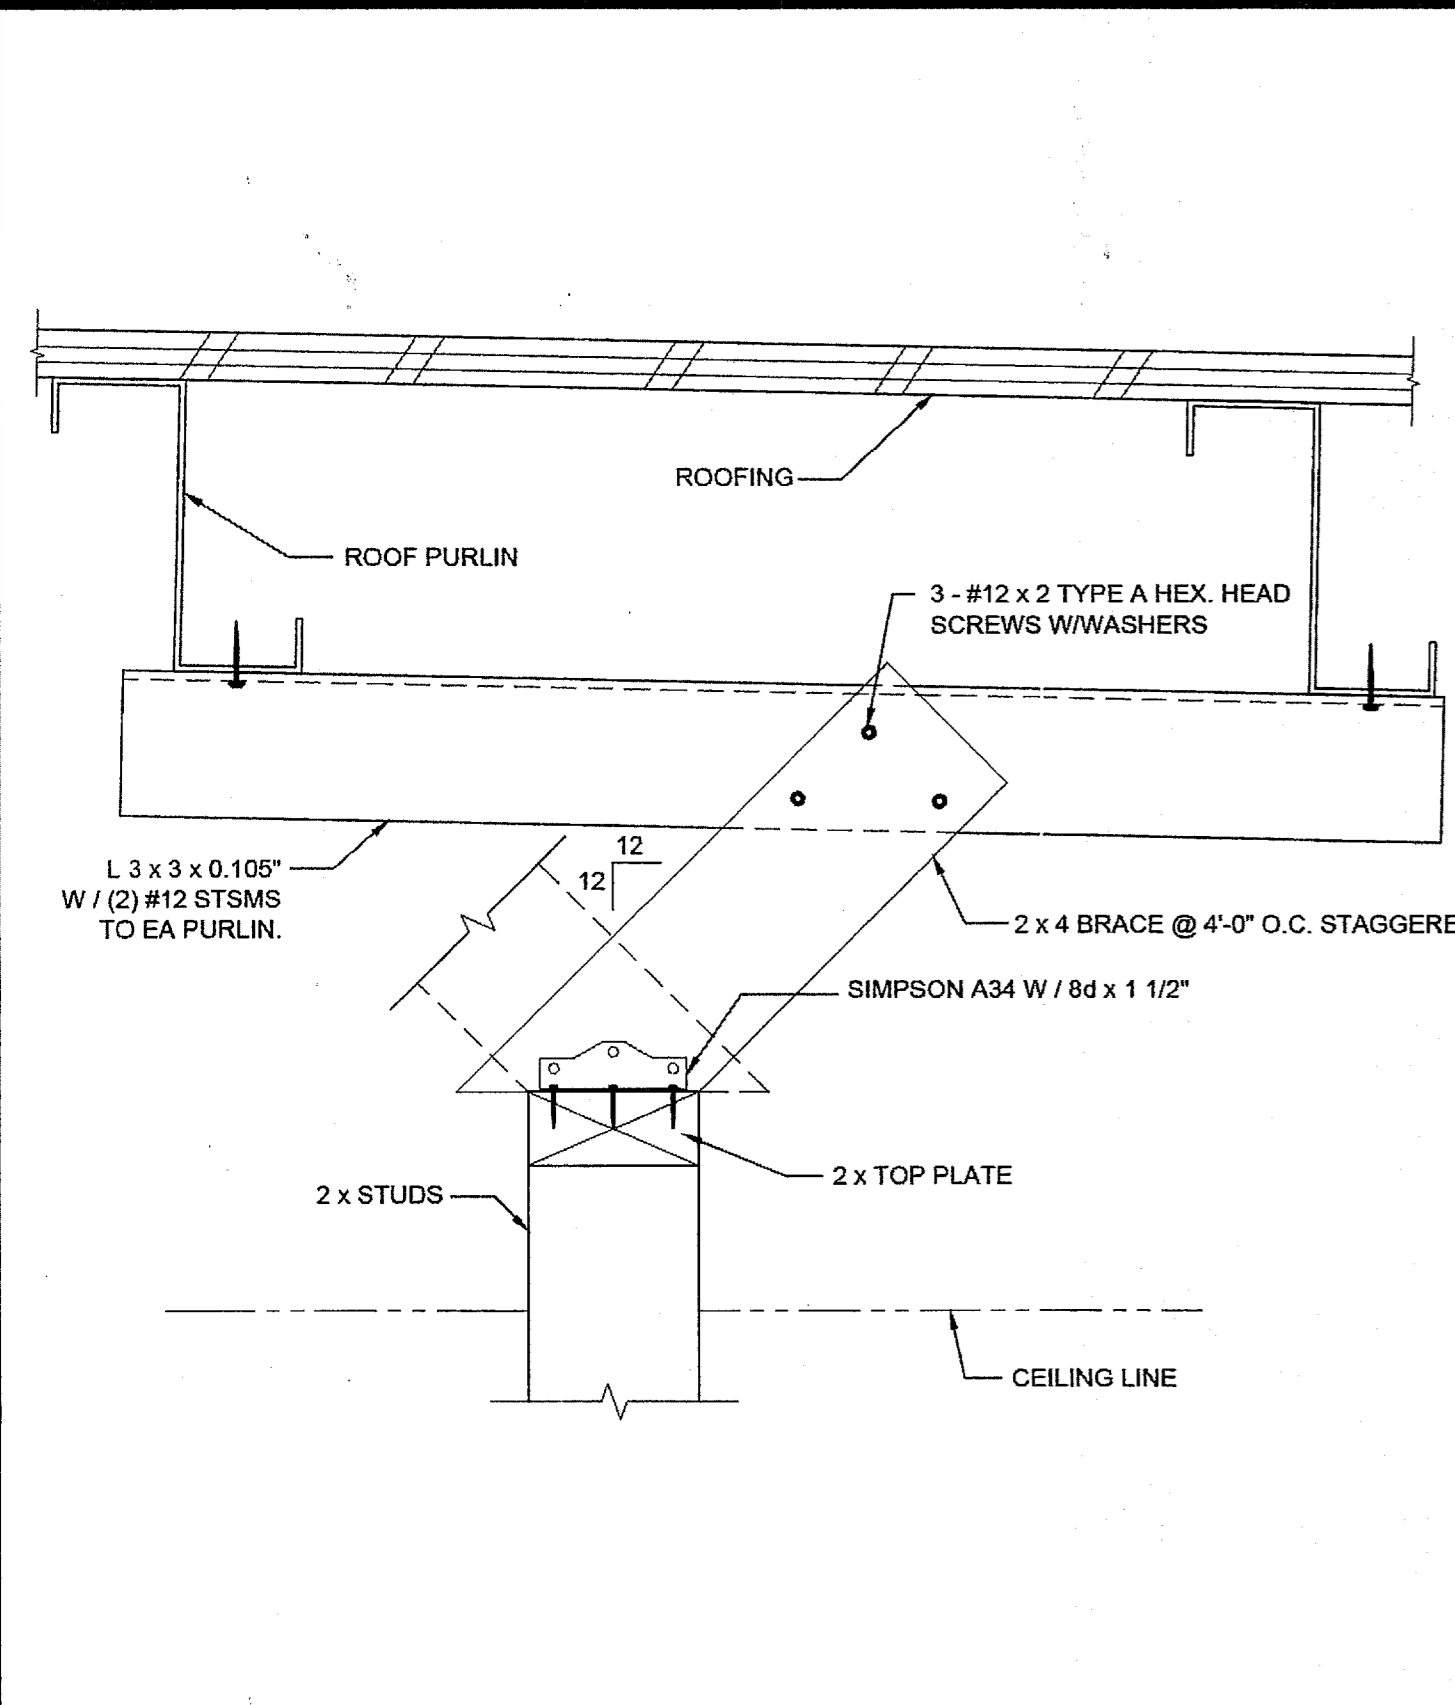 ROOFING
ROOF PURLIN
3 - #12 x 2 TYPE A HEX. HEAD
SCREWS W/WASHERS
12
12
L 3 x 3 x 0.105"
W / (2) #12 STSMS
TO EA PURLIN.
2 x 4 BRACE @ 4'-0" O.C. STAGGERE
SIMPSON A34 W / 8d x 1 1/2"
2 x TOP PLATE
2 x STUDS
CEILING LINE